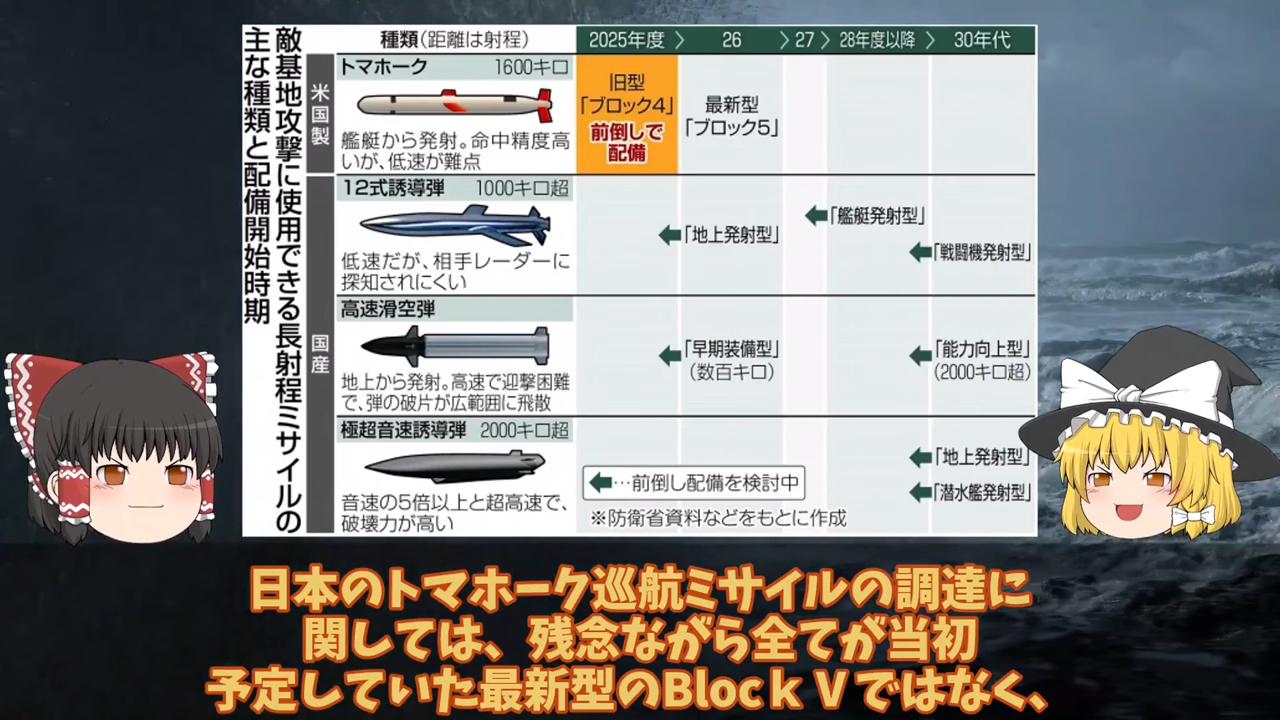 敵基地攻撃に使用できる長射程ミサイルの
主な種類と配備開始時期
種類(距離は射程)
2025年度
26
27
28年度以降
30年代
米国製
トマホーク 1600キロ
艦艇から発射。命中精度高
いが、低速が難点
旧型
「ブロック4」
前倒しで
配備
最新型
「ブロック5」
国産
12式誘導弾 1000キロ超
低速だが、相手レーダーに
探知されにくい
「地上発射型」
「艦艇発射型」
「戦闘機発射型」
高速滑空弾
地上から発射。高速で迎撃困難
で、弾の破片が広範囲に飛散
「早期装備型」
(数百キロ)
「能力向上型」
(2000キロ超)
極超音速誘導弾 2000キロ超
音速の5倍以上と超高速で、
破壊力が高い
「地上発射型」
「潜水艦発射型」
…前倒し配備を検討中
※防衛省資料などをもとに作成
日本のトマホーク巡航ミサイルの調達に
関しては、残念ながら全てが当初
予定していた最新型のBlockⅤではなく、